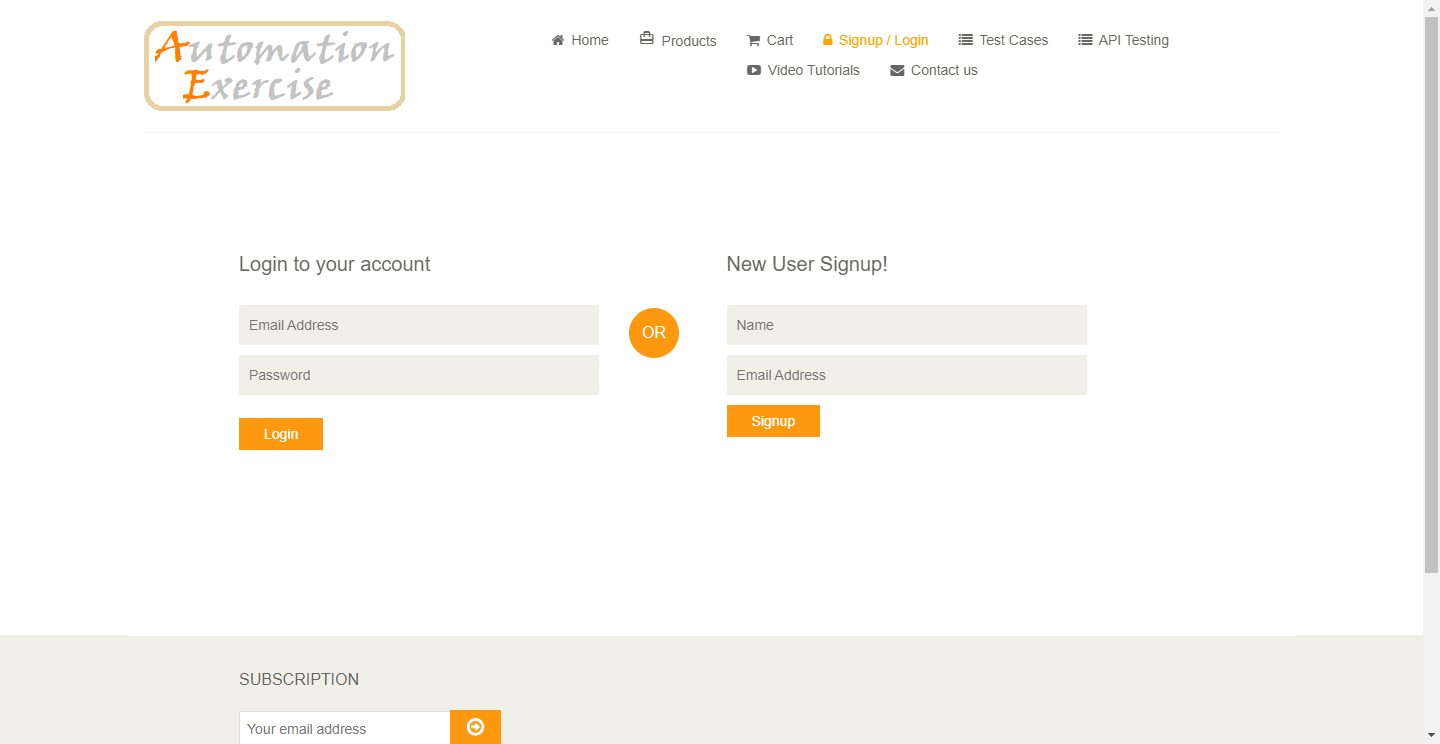 Automation
Exercise
Home Products Cart Signup / Login Test Cases API Testing
Video Tutorials Contact us
Login to your account
Email Address
Password
Login
OR
New User Signup!
Name
Email Address
Signup
SUBSCRIPTION
Your email address